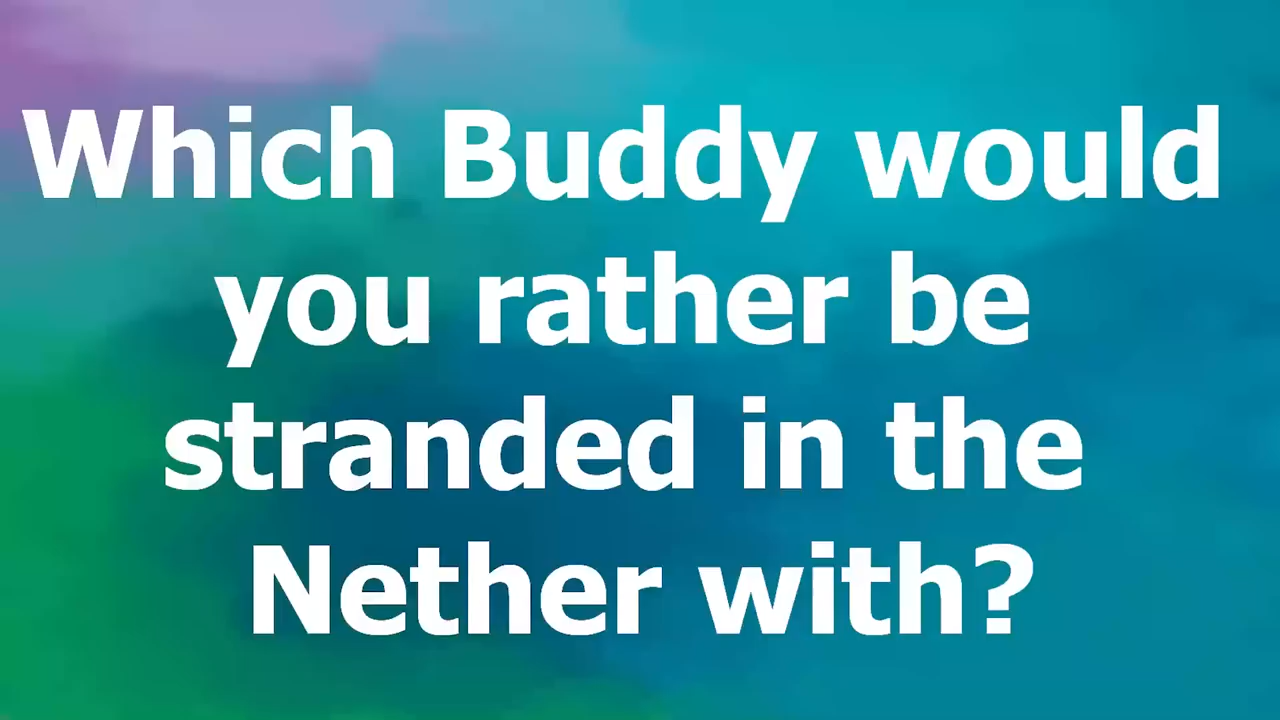 Which Buddy would
you rather be
stranded in the
Nether with?